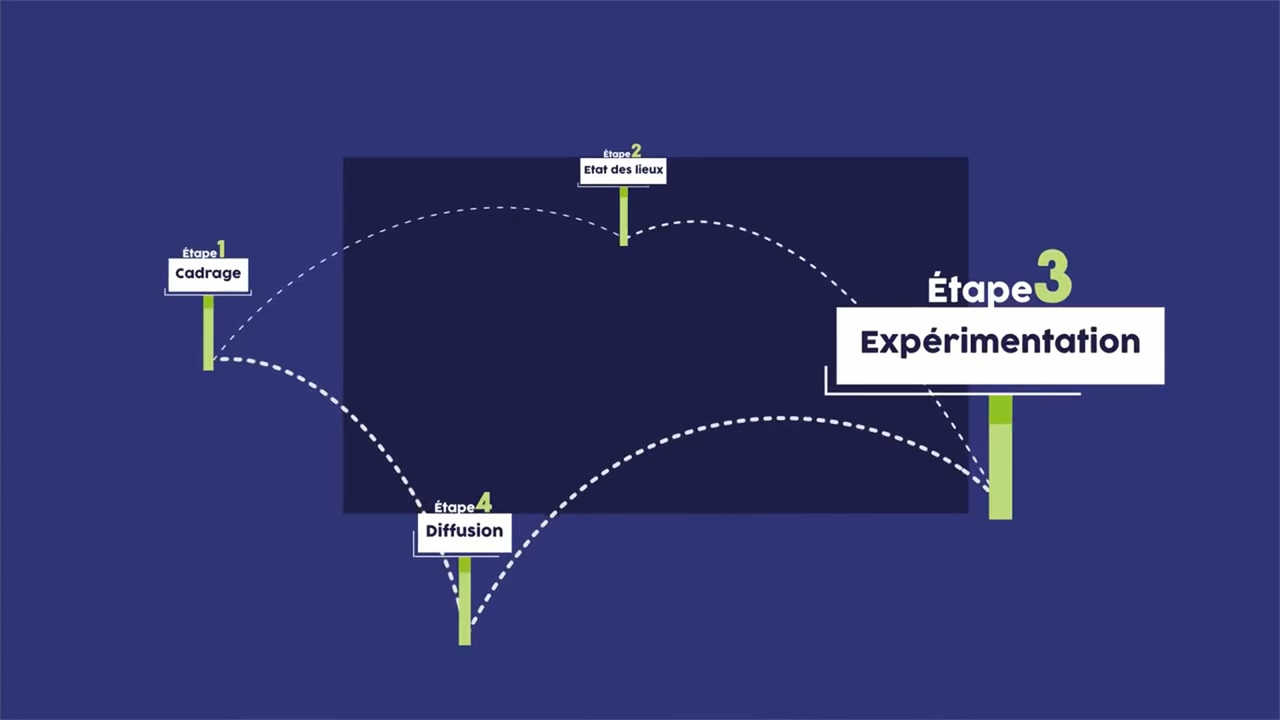 Étape1
Cadrage
Étape2
Etat des lieux
Étape3
Expérimentation
Étape4
Diffusion